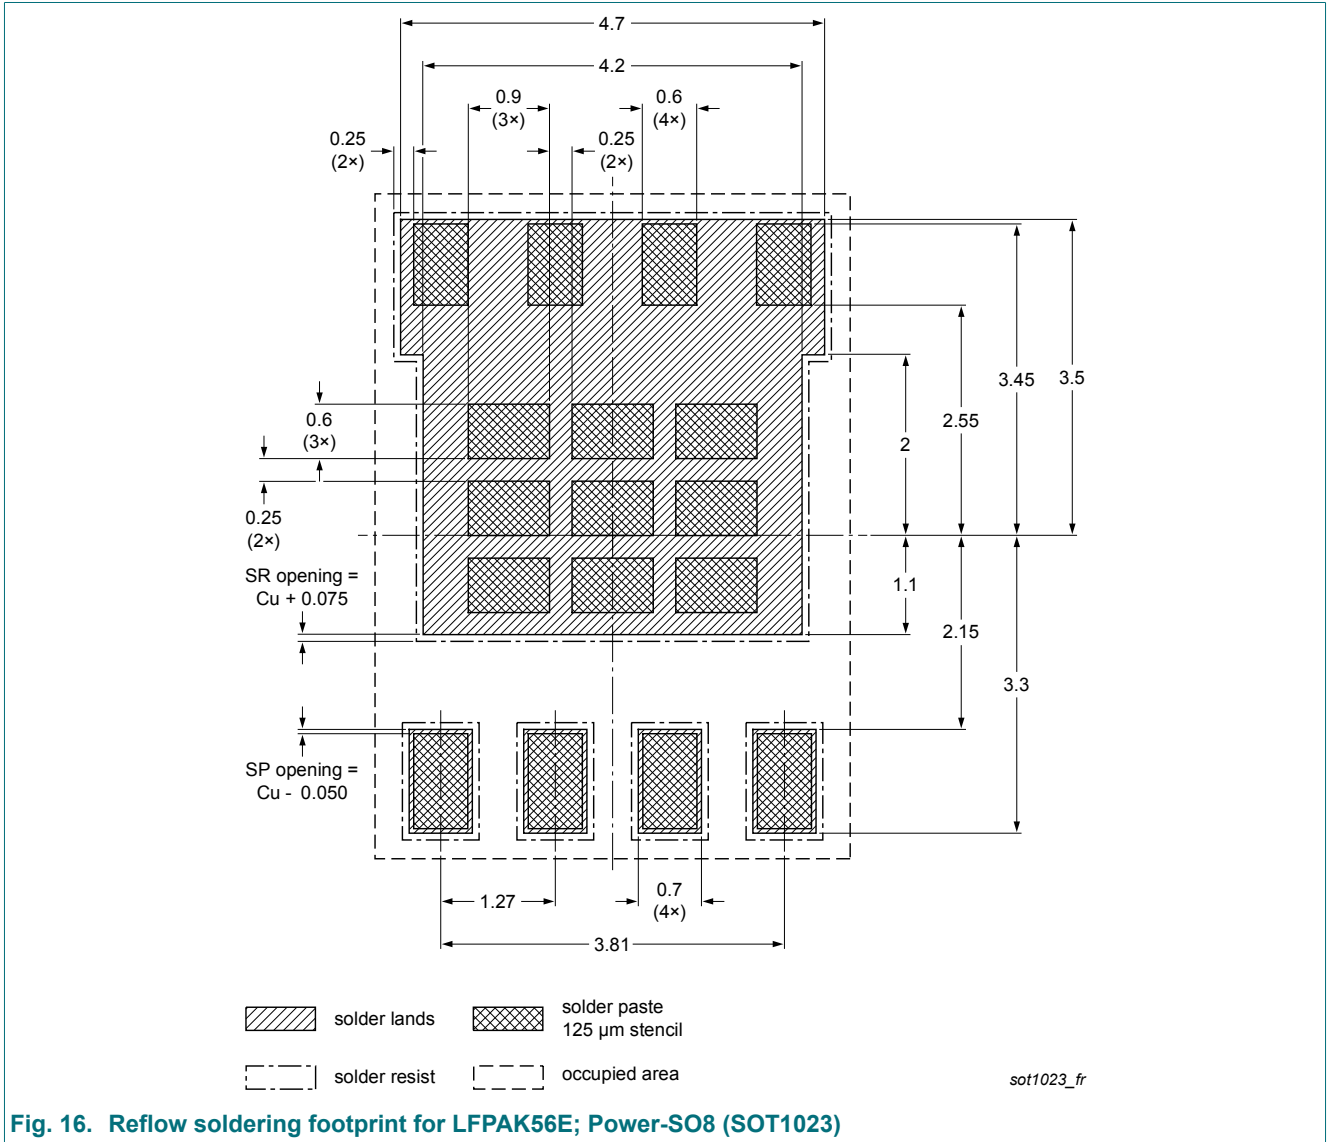 4.7
4.2
0.9
(3×)
0.6
(4×)
0.25
(2×)
0.25
(2×)
3.45
3.5
2.55
2
0.6
(3×)
0.25
(2×)
SR opening =
Cu + 0.075
1.1
2.15
3.3
SP opening =
Cu - 0.050
1.27
0.7
(4×)
3.81
solder lands
solder paste
125 µm stencil
solder resist
occupied area
sot1023_fr
Fig. 16. Reflow soldering footprint for LFPAK56E; Power-SO8 (SOT1023)